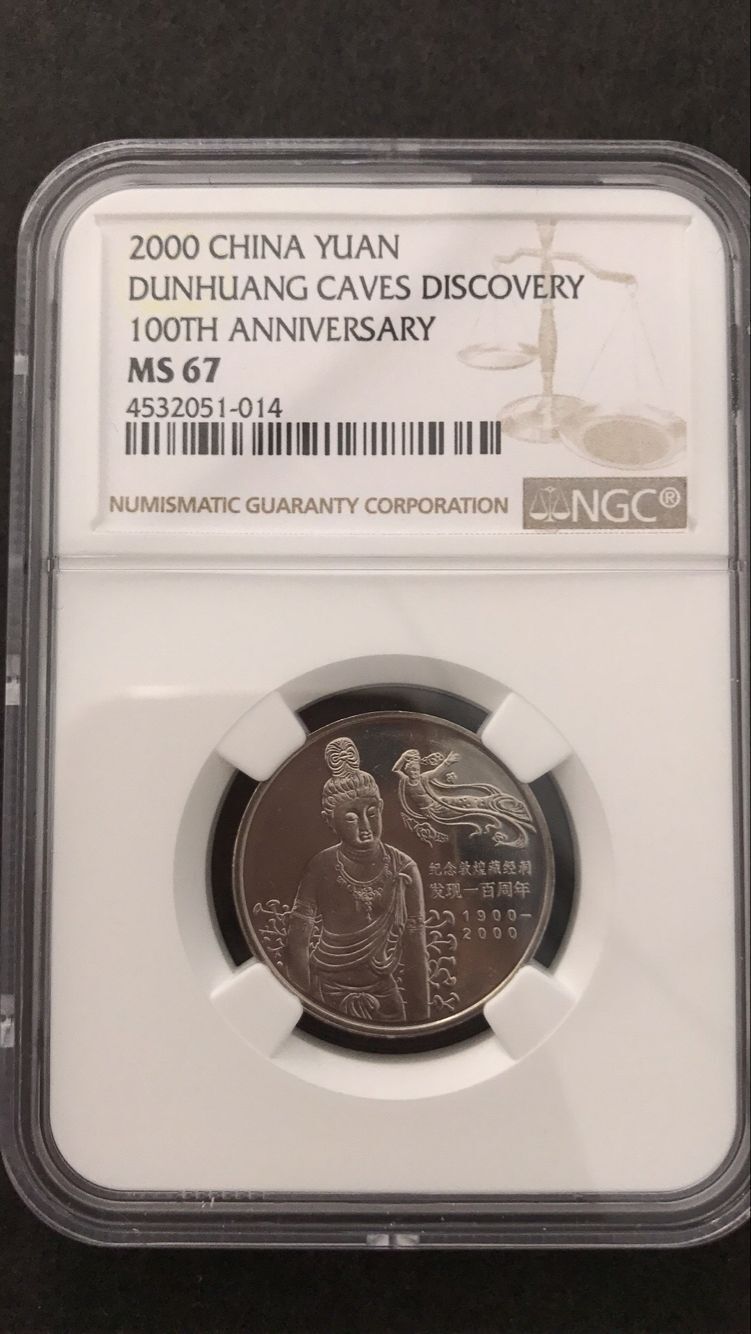 2000 CHINA YUAN
DUNHUANG CAVES DISCOVERY
100TH ANNIVERSARY
MS 67
4532051-014
NUMISMATIC GUARANTY CORPORATION
NGC®
纪念敦煌藏经洞
发现一百周年
1900-
2000